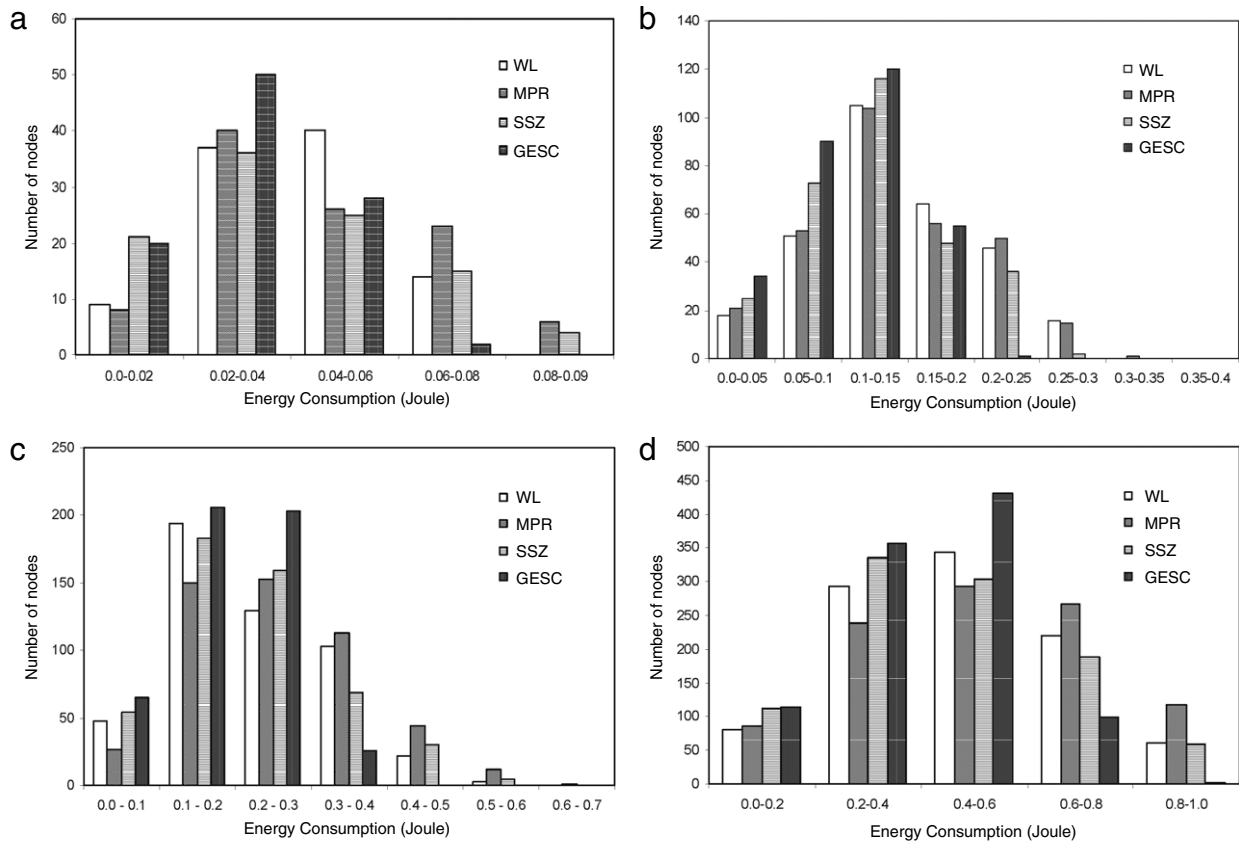 a
60
50
40
30
20
10
0
Number of nodes
WL
MPR
SSZ
GESC
0.0-0.02 0.02-0.04 0.04-0.06 0.06-0.08 0.08-0.09
Energy Consumption (Joule)
b
140
120
100
80
60
40
20
0
Number of nodes
WL
MPR
SSZ
GESC
0.0-0.05 0.05-0.1 0.1-0.15 0.15-0.2 0.2-0.25 0.25-0.3 0.3-0.35 0.35-0.4
Energy Consumption (Joule)
c
250
200
150
100
50
0
Number of nodes
WL
MPR
SSZ
GESC
0.0 - 0.1 0.1 - 0.2 0.2 - 0.3 0.3 - 0.4 0.4 - 0.5 0.5 - 0.6 0.6 - 0.7
Energy Consumption (Joule)
d
500
450
400
350
300
250
200
150
100
50
0
Number of nodes
WL
MPR
SSZ
GESC
0.0-0.2 0.2-0.4 0.4-0.6 0.6-0.8 0.8-1.0
Energy Consumption (Joule)